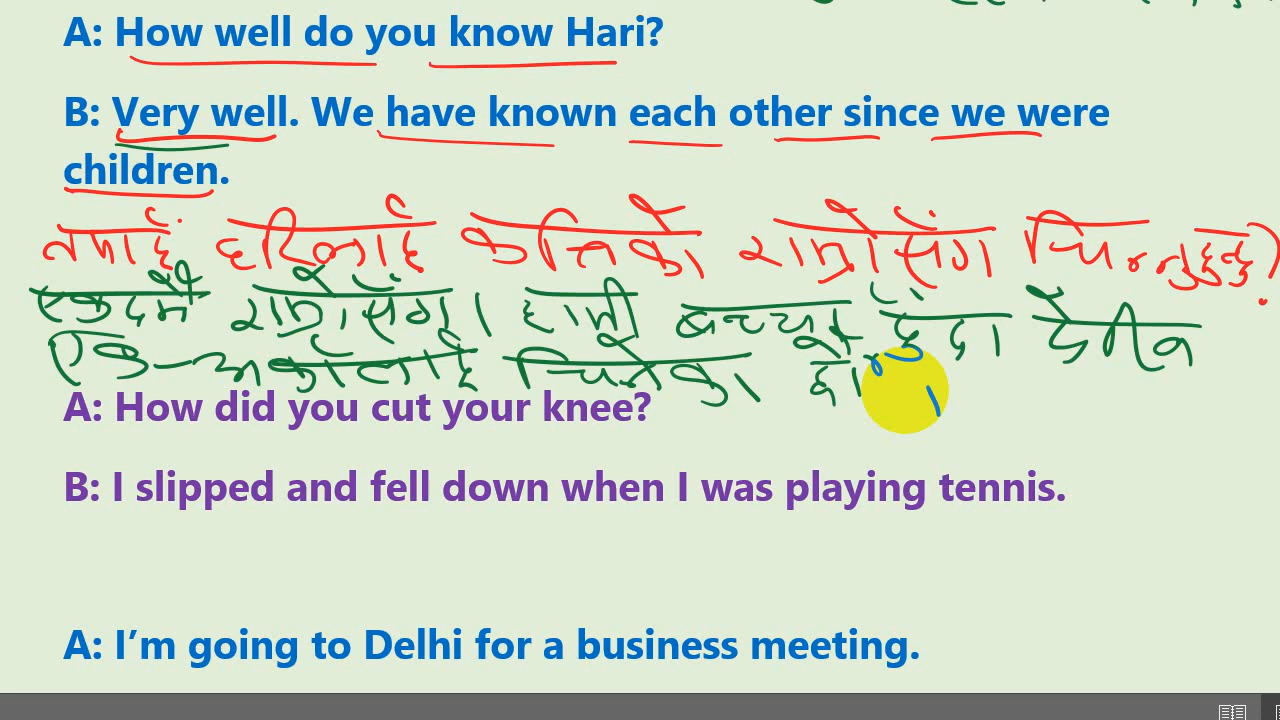 A: How well do you know Hari?
B: Very well. We have known each other since we were
children.
तपाईं हरिलाई कत्तिको राम्रोसँग चिन्नुहुन्छ ?
एकदमै राम्रोसँग। हामी बच्चा हुँदा देखि
एक-अर्कालाई
A: How did you cut your knee?
B: I slipped and fell down when I was playing tennis.
A: I’m going to Delhi for a business meeting.